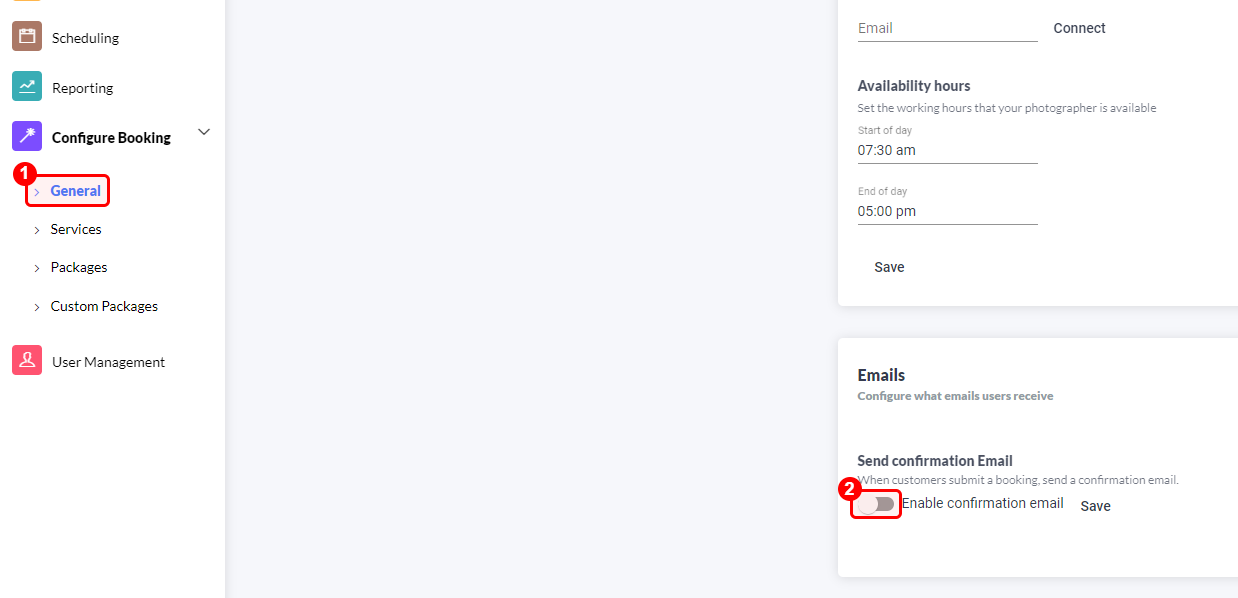 Scheduling
Reporting
Configure Booking
1
General
Services
Packages
Custom Packages
User Management
Email Connect
Availability hours
Set the working hours that your photographer is available
Start of day
07:30 am
End of day
05:00 pm
Save
Emails
Configure what emails users receive
Send confirmation Email
When customers submit a booking, send a confirmation email.
2
Enable confirmation email Save